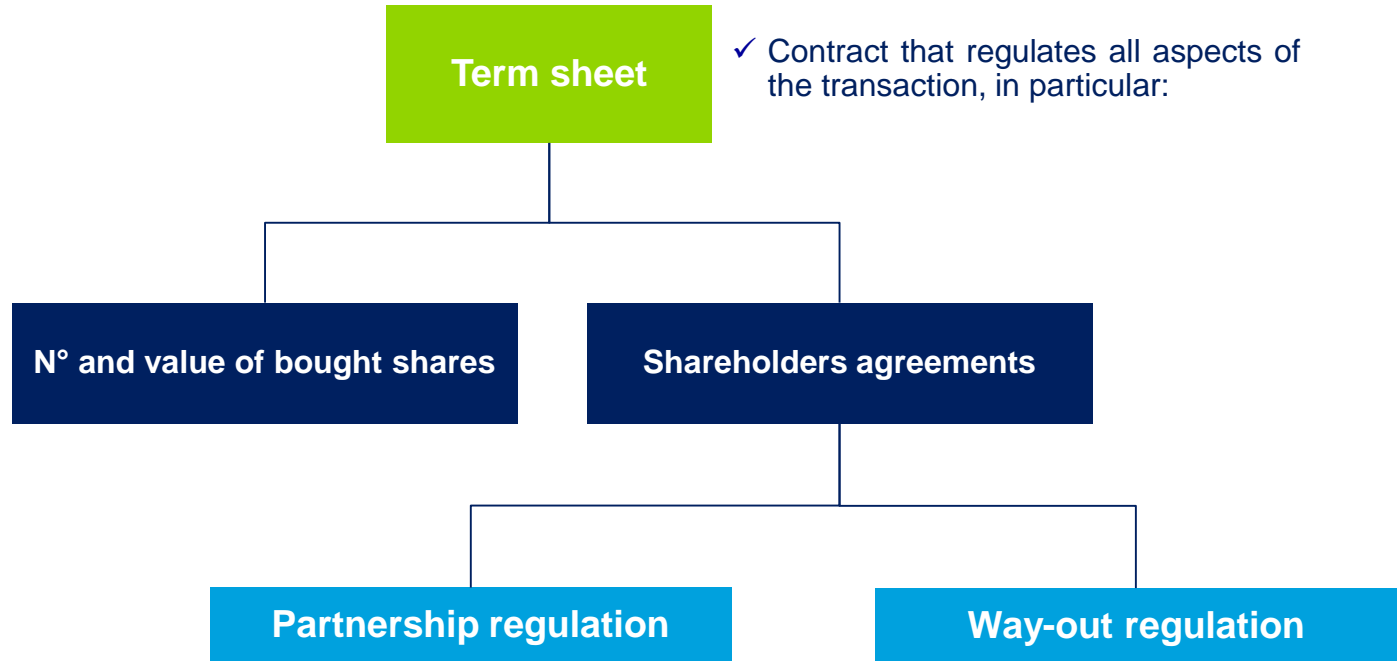 Term sheet
✓ Contract that regulates all aspects of
the transaction, in particular:
N° and value of bought shares
Shareholders agreements
Partnership regulation
Way-out regulation